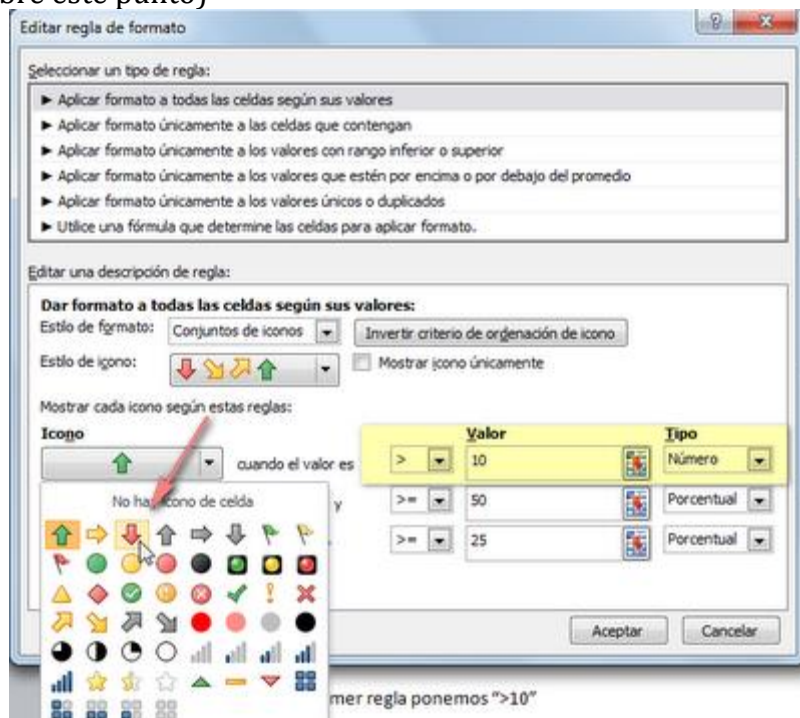 bre este punto)
Editar regla de formato
Seleccionar un tipo de regla:
► Aplicar formato a todas las celdas según sus valores
► Aplicar formato únicamente a las celdas que contengan
► Aplicar formato únicamente a los valores con rango inferior o superior
► Aplicar formato únicamente a los valores que estén por encima o por debajo del promedio
► Aplicar formato únicamente a los valores únicos o duplicados
► Utilice una fórmula que determine las celdas para aplicar formato.
Editar una descripción de regla:
Dar formato a todas las celdas según sus valores:
Estilo de formato: Conjuntos de iconos Invertir criterio de ordenación de icono
Estilo de icono: Mostrar icono únicamente
Mostrar cada icono según estas reglas:
Icono Valor Tipo
cuando el valor es > 10 Número
No hay icono de celda y >= 50 Porcentual
>= 25 Porcentual
Aceptar Cancelar
mer regla ponemos “>10”